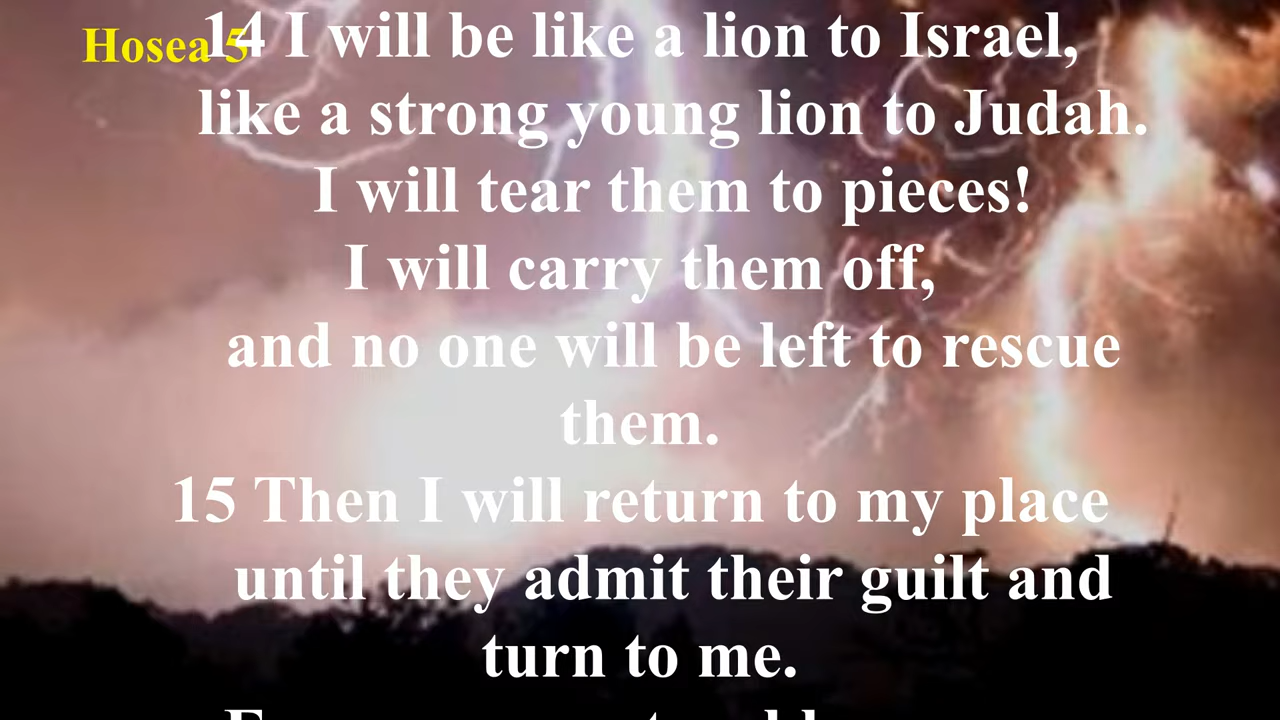 Hosea 5
14 I will be like a lion to Israel,
like a strong young lion to Judah.
I will tear them to pieces!
I will carry them off,
and no one will be left to rescue
them.
15 Then I will return to my place
until they admit their guilt and
turn to me.